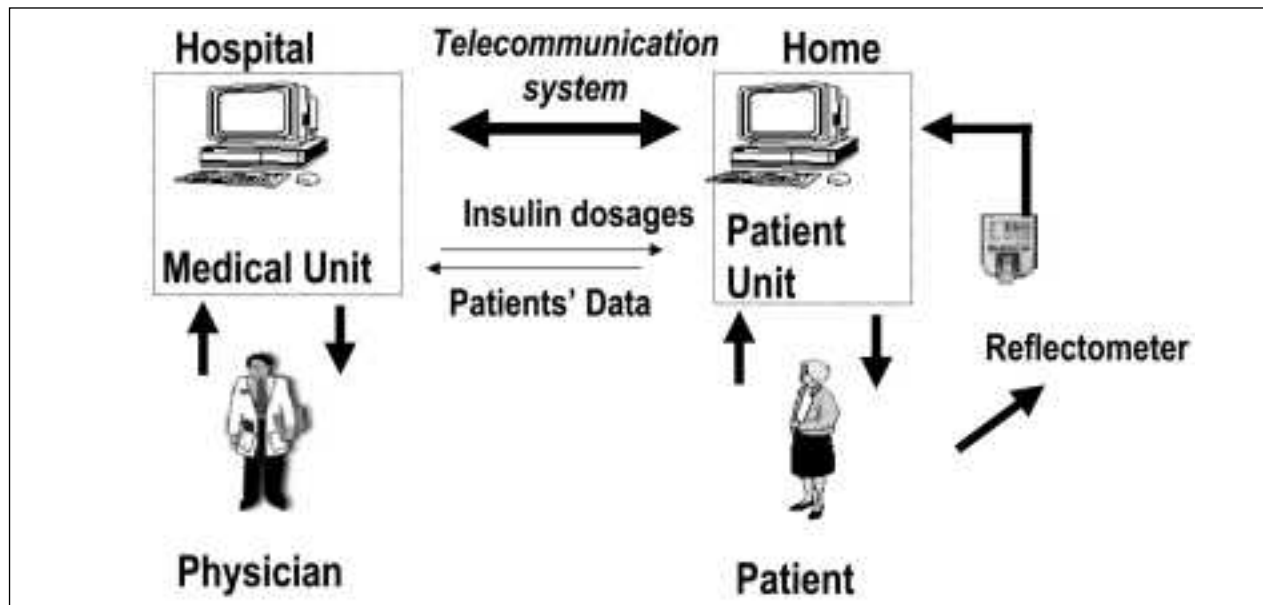 Hospital
Telecommunication
system
Home
Insulin dosages
Medical Unit
Patients' Data
Patient
Unit
Reflectometer
Physician
Patient